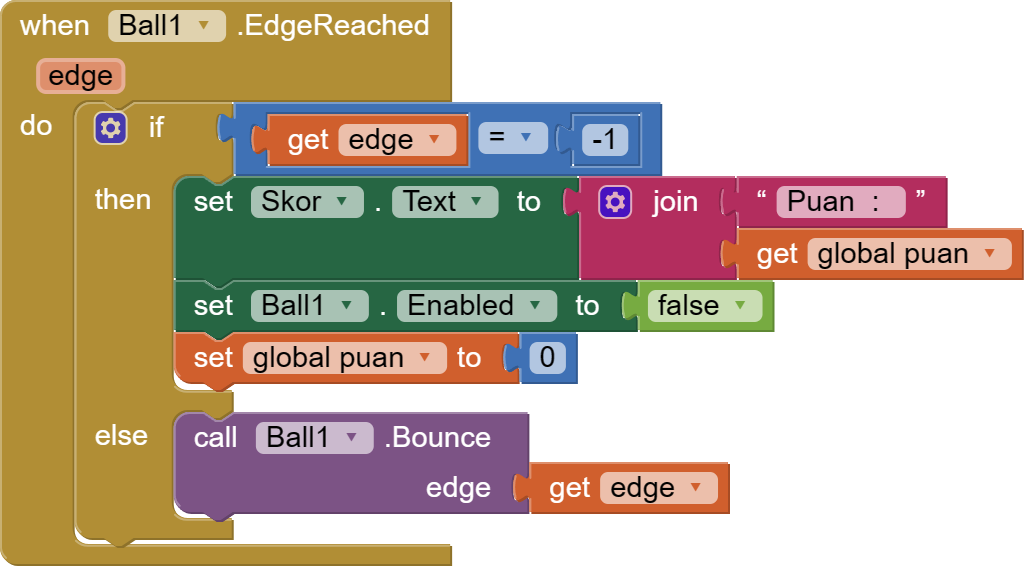 when Ball1 .EdgeReached
edge
do if get edge = -1
then set Skor . Text to join “ Puan : ”
get global puan
set Ball1 . Enabled to false
set global puan to 0
else call Ball1 .Bounce
edge get edge